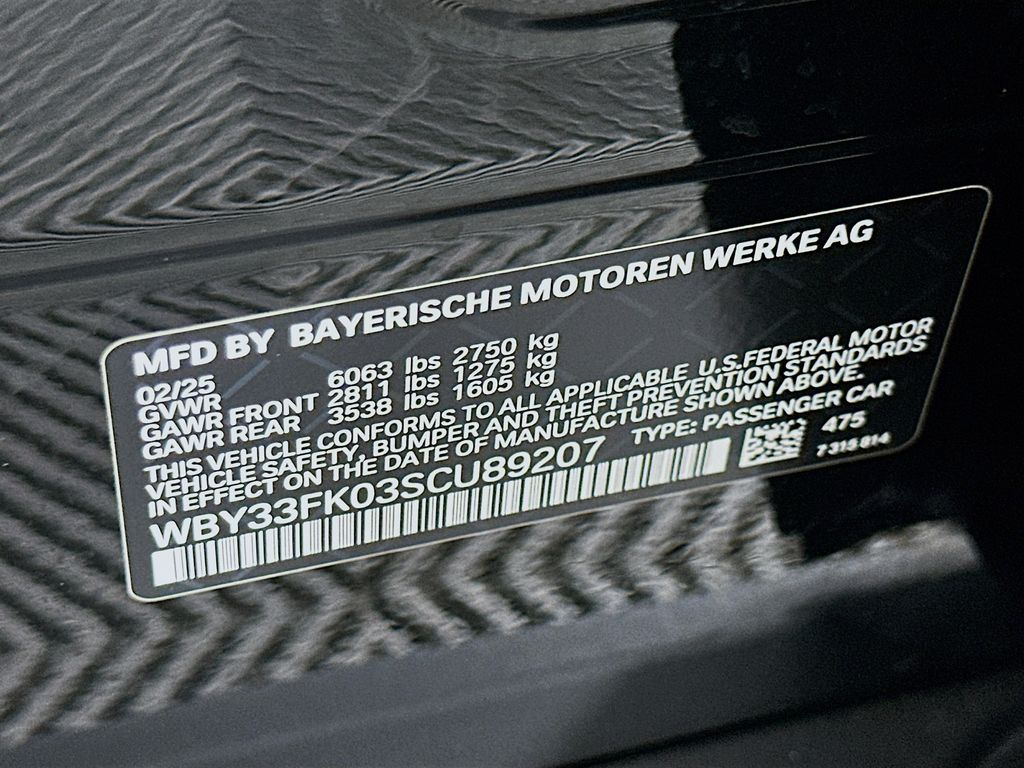 MFD BY BAYERISCHE MOTOREN WERKE AG
02/25
GVWR 6063 lbs 2750 kg
GAWR FRONT 2811 lbs 1275 kg
GAWR REAR 3538 lbs 1605 kg
THIS VEHICLE CONFORMS TO ALL APPLICABLE U.S.FEDERAL MOTOR
VEHICLE SAFETY, BUMPER AND THEFT PREVENTION STANDARDS
IN EFFECT ON THE DATE OF MANUFACTURE SHOWN ABOVE.
WBY33FK03SCU89207 TYPE: PASSENGER CAR
475
7 318 814